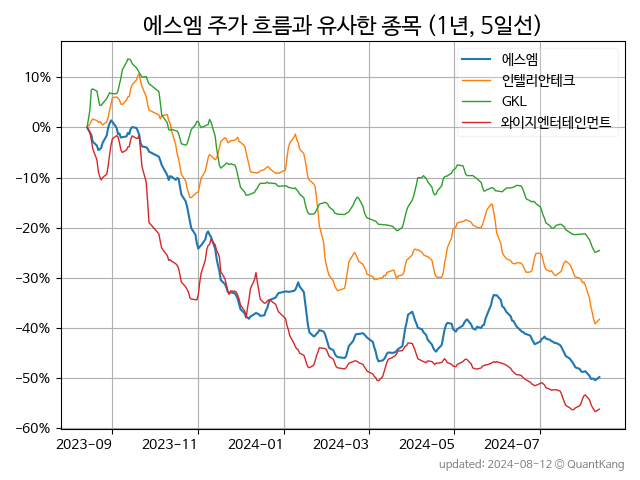 에스엠 주가 흐름과 유사한 종목 (1년, 5일선)
에스엠
인텔리안테크
GKL
와이지엔터테인먼트
10%
0%
−10%
−20%
−30%
−40%
−50%
−60%
2023-09 2023-11 2024-01 2024-03 2024-05 2024-07
updated: 2024-08-12 © QuantKang